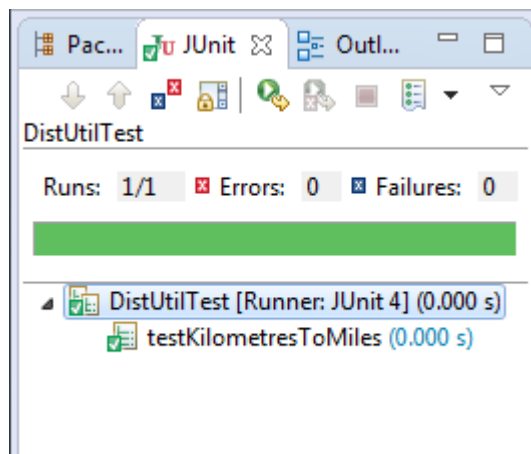 Pac... JUnit Outl...
DistUtilTest
Runs: 1/1 Errors: 0 Failures: 0
DistUtilTest [Runner: JUnit 4] (0.000 s)
testKilometresToMiles (0.000 s)